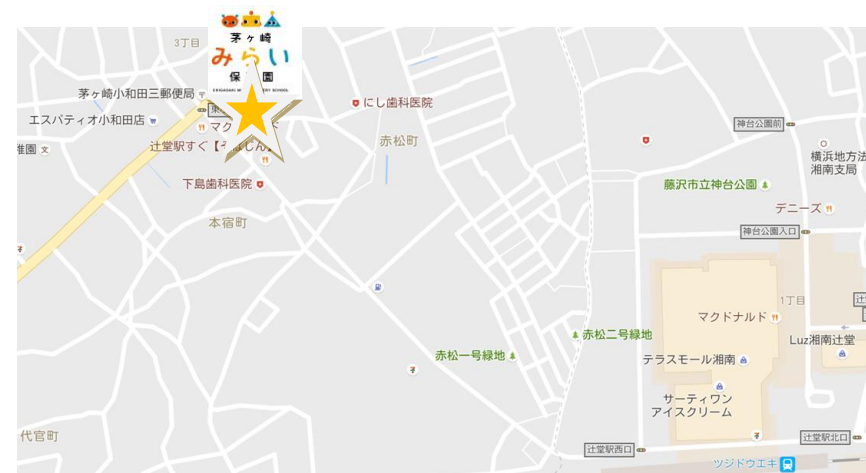 3丁目
茅ヶ崎
みらい
保 園
茅ヶ崎小和田三郵便局
エスパティオ小和田店
マク
辻堂駅すぐ【そ
にし歯科医院
赤松町
下島歯科医院
本宿町
稚園
神台公園前
横浜地方法
湘南支局
藤沢市立神台公園
デニーズ
神台公園入口
1丁目
マクドナルド
Luz湘南辻堂
赤松二号緑地
赤松一号緑地
テラスモール湘南
サーティワン
アイスクリーム
代官町
辻堂駅西口
辻堂駅北口
ツジドウエキ